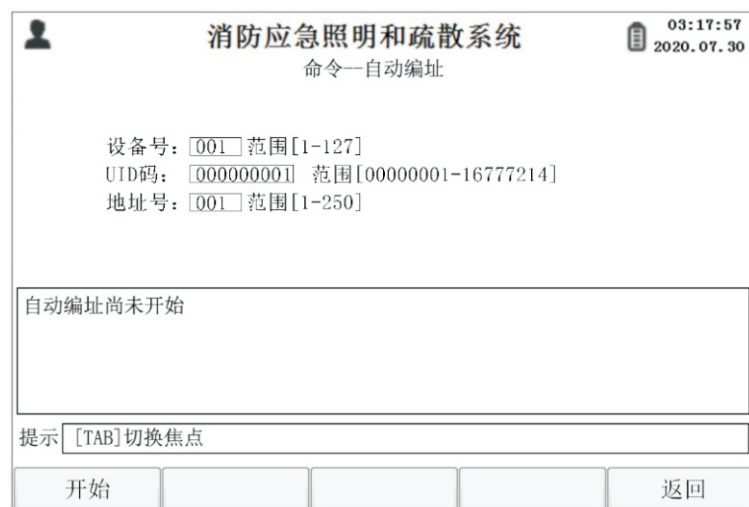 消防应急照明和疏散系统
03:17:57
2020.07.30
命令--自动编址
设备号: 001 范围[1-127]
UID码: 000000001 范围[00000001-16777214]
地址号: 001 范围[1-250]
自动编址尚未开始
提示 [TAB]切换焦点
开始 返回